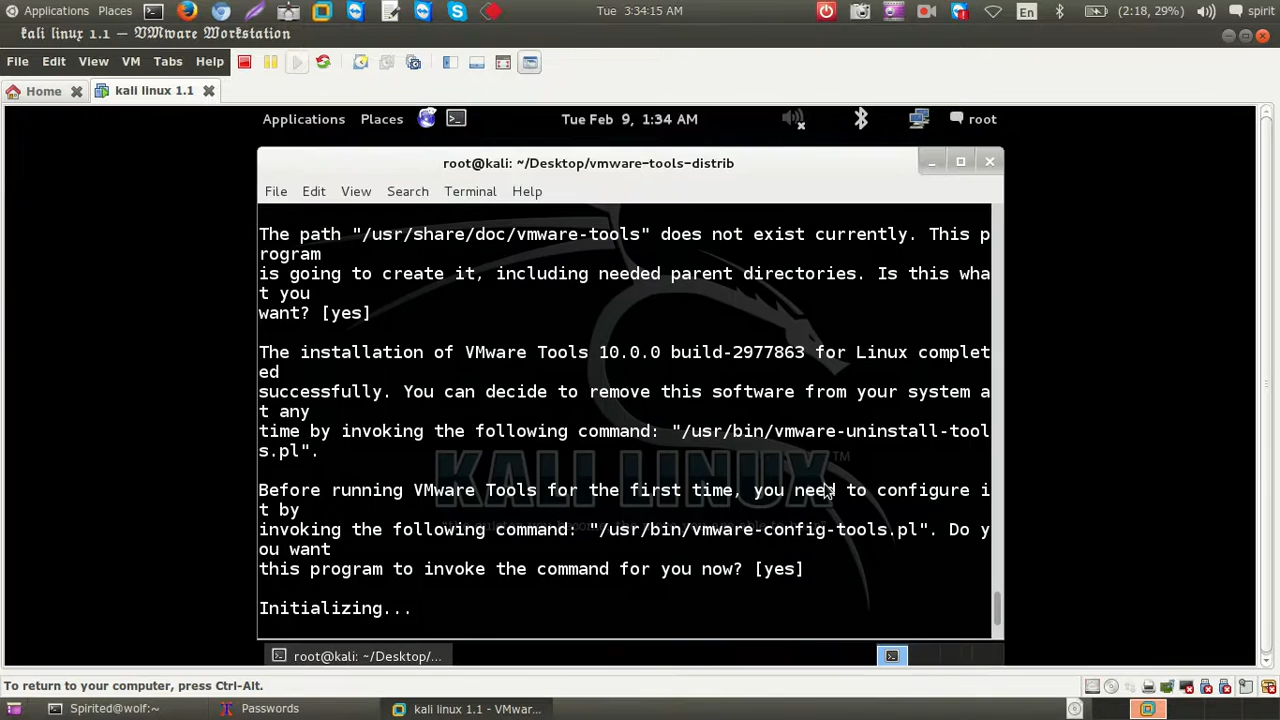 Applications Places Tue Feb 9, 3:34:15 AM En (2:18, 29%) spirit
kali linux 1.1 — VMware Workstation
File Edit View VM Tabs Help
Home kali linux 1.1
Applications Places Tue Feb 9, 1:34 AM root
root@kali: ~/Desktop/vmware-tools-distrib
File Edit View Search Terminal Help
The path "/usr/share/doc/vmware-tools" does not exist currently. This p
rogram
is going to create it, including needed parent directories. Is this wha
t you
want? [yes]
The installation of VMware Tools 10.0.0 build-2977863 for Linux complet
ed
successfully. You can decide to remove this software from your system a
t any
time by invoking the following command: "/usr/bin/vmware-uninstall-tool
s.pl".
KALI LINUX™
Before running VMware Tools for the first time, you need to configure i
t by
invoking the following command: "/usr/bin/vmware-config-tools.pl". Do y
ou want
this program to invoke the command for you now? [yes]
Initializing...
root@kali: ~/Desktop/...
To return to your computer, press Ctrl-Alt.
Spirited@wolf:~ Passwords kali linux 1.1 - VMwar...